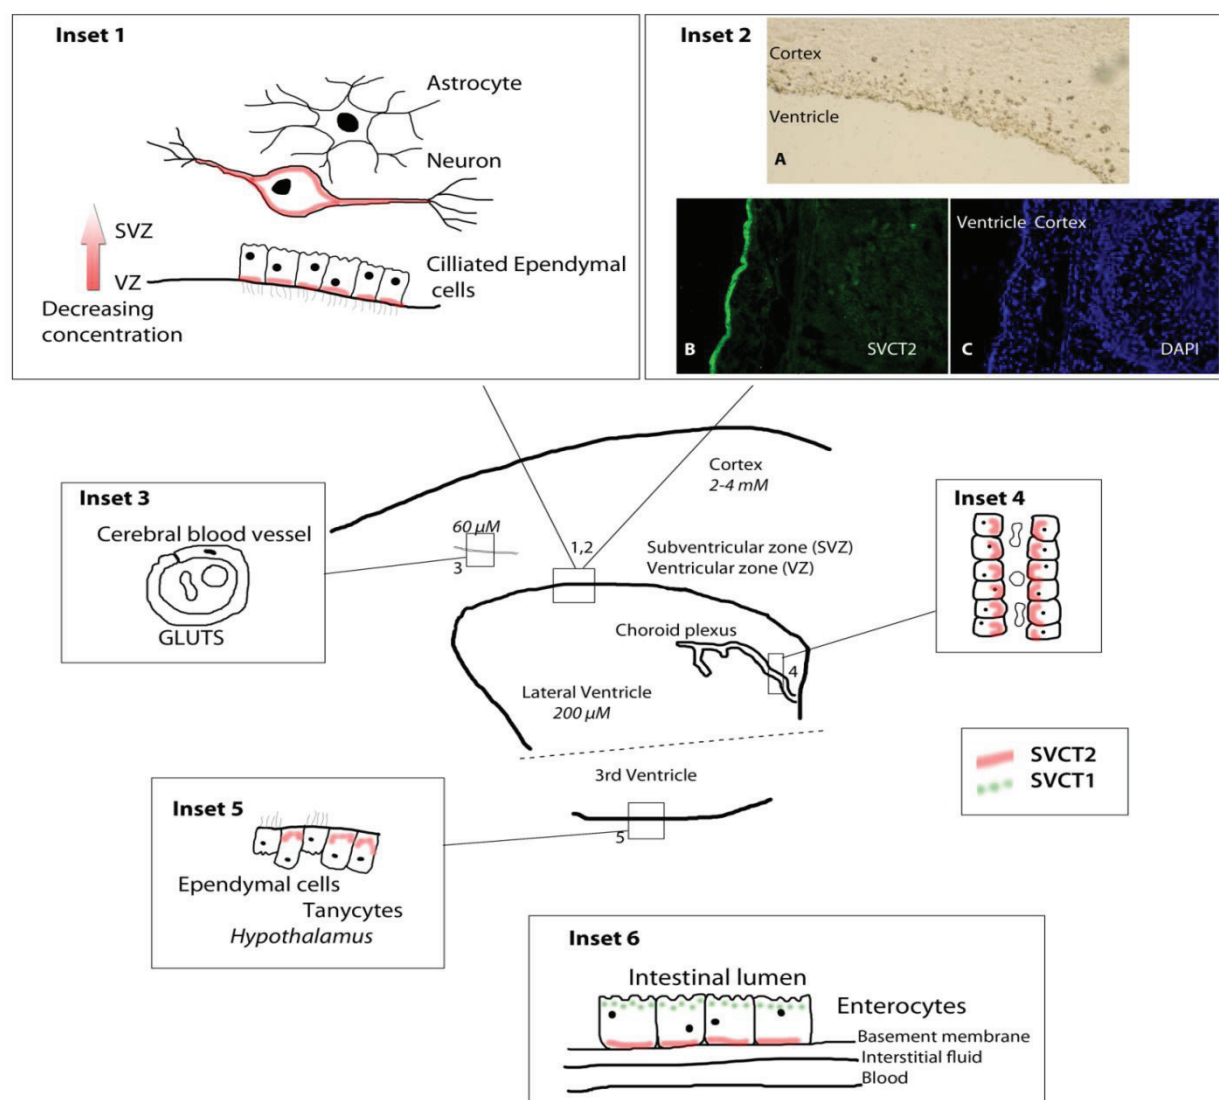 Inset 1
Astrocyte
Neuron
SVZ
VZ
Decreasing
concentration
Cilliated Ependymal
cells
Inset 2
Cortex
Ventricle
A
B
SVCT2
Ventricle Cortex
C
DAPI
Inset 3
Cerebral blood vessel
GLUTS
Cortex
2-4 mM
60 µM
3
1,2
Subventricular zone (SVZ)
Ventricular zone (VZ)
Choroid plexus
4
Lateral Ventricle
200 µM
Inset 4
SVCT2
SVCT1
3rd Ventricle
5
Inset 5
Ependymal cells
Tanycytes
Hypothalamus
Inset 6
Intestinal lumen
Enterocytes
Basement membrane
Interstitial fluid
Blood